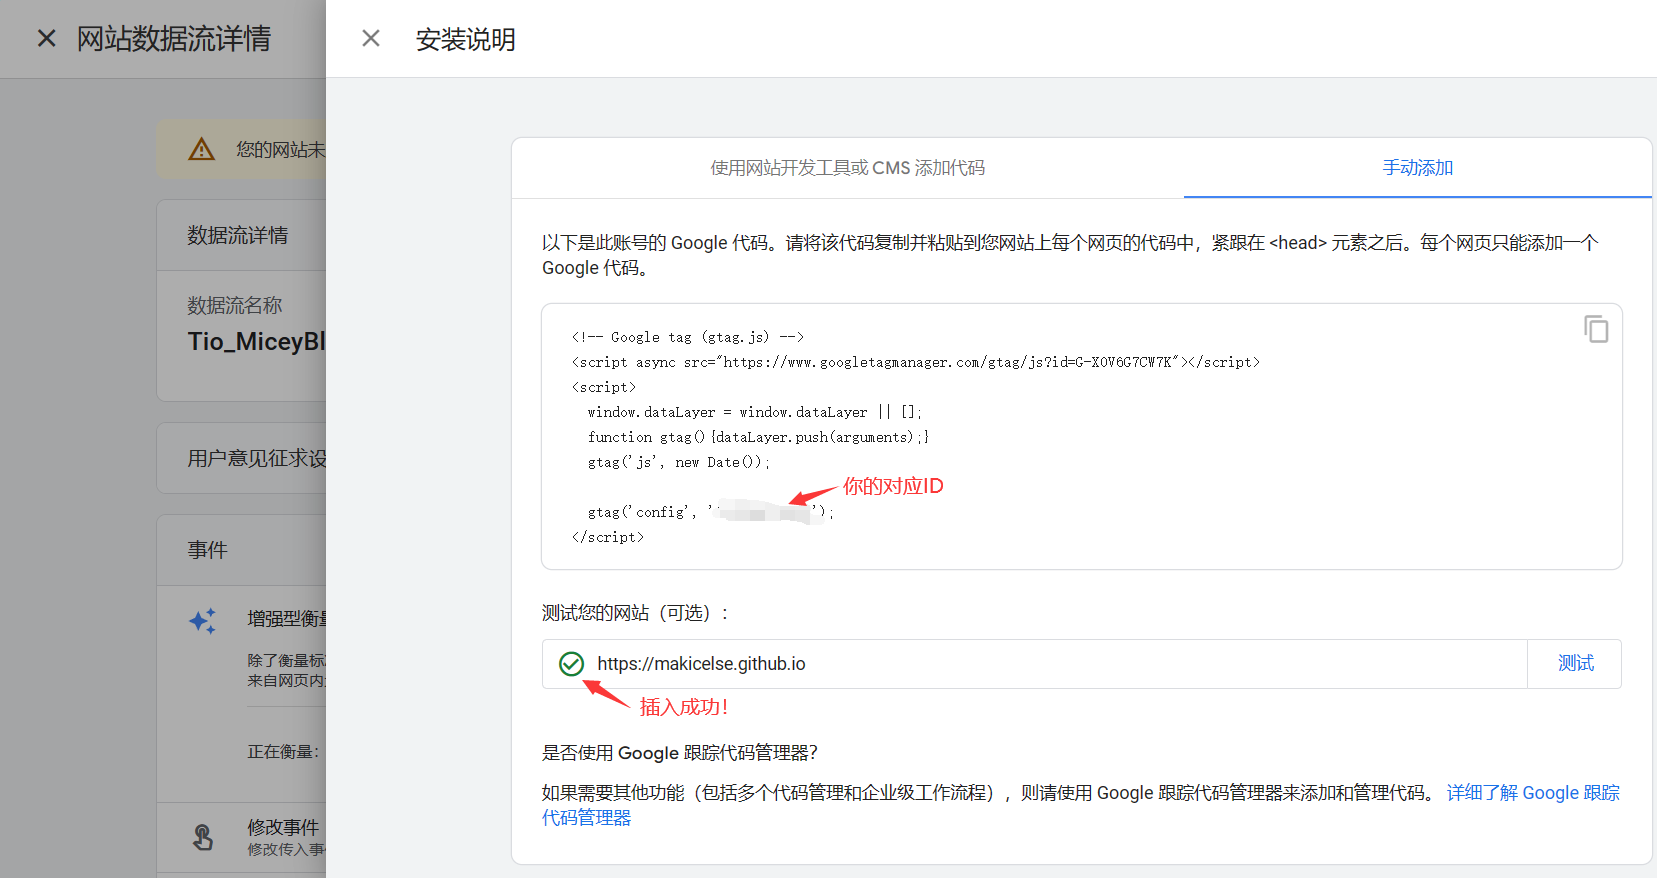 网站数据流详情
安装说明
您的网站未
数据流详情
数据流名称
Tio_MiceyBl
用户意见征求设
事件
增强型衡量
除了衡量标
来自网页内
正在衡量：
修改事件
修改传入事
使用网站开发工具或 CMS 添加代码
手动添加
以下是此账号的 Google 代码。请将该代码复制并粘贴到您网站上每个网页的代码中，紧跟在 <head> 元素之后。每个网页只能添加一个
Google 代码。
<!-- Google tag (gtag.js) -->
<script async src="https://www.googletagmanager.com/gtag/js?id=G-X0V6G7CW7K"></script>
<script>
window.dataLayer = window.dataLayer || [];
function gtag(){dataLayer.push(arguments);}
gtag('js', new Date());
你的对应ID
gtag('config', '');
</script>
测试您的网站（可选）：
https://makicelse.github.io
测试
插入成功！
是否使用 Google 跟踪代码管理器？
如果需要其他功能（包括多个代码管理和企业级工作流程），则请使用 Google 跟踪代码管理器来添加和管理代码。 详细了解 Google 跟踪
代码管理器